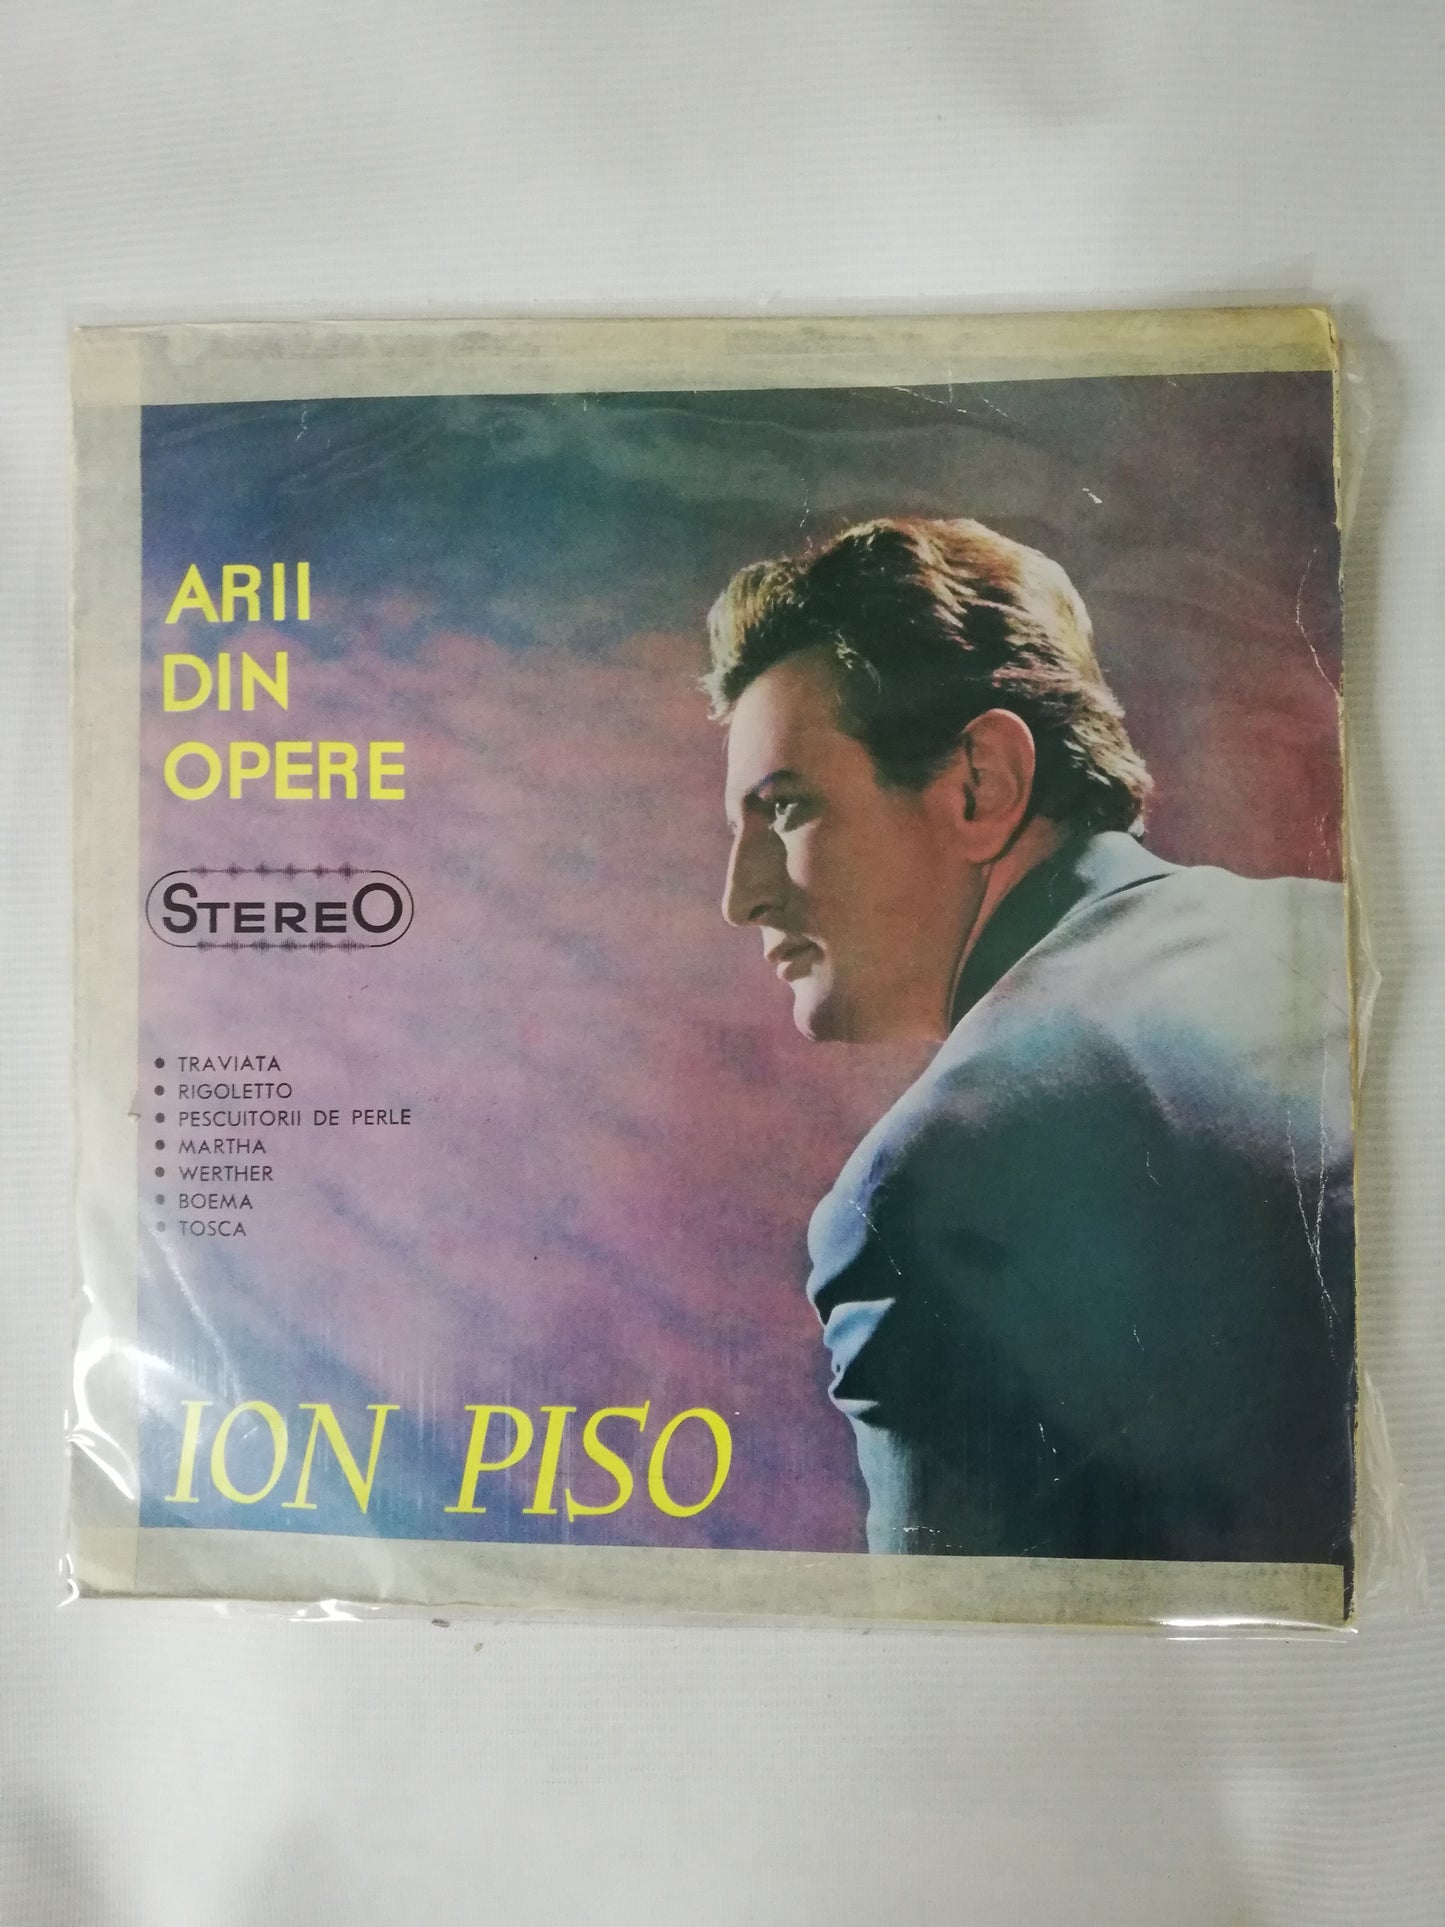 ARII
DIN
OPERE
STEREO
• TRAVIATA
• RIGOLETTO
• PESCUITORII DE PERLE
• MARTHA
• WERTHER
• BOEMA
• TOSCA
ION PISO